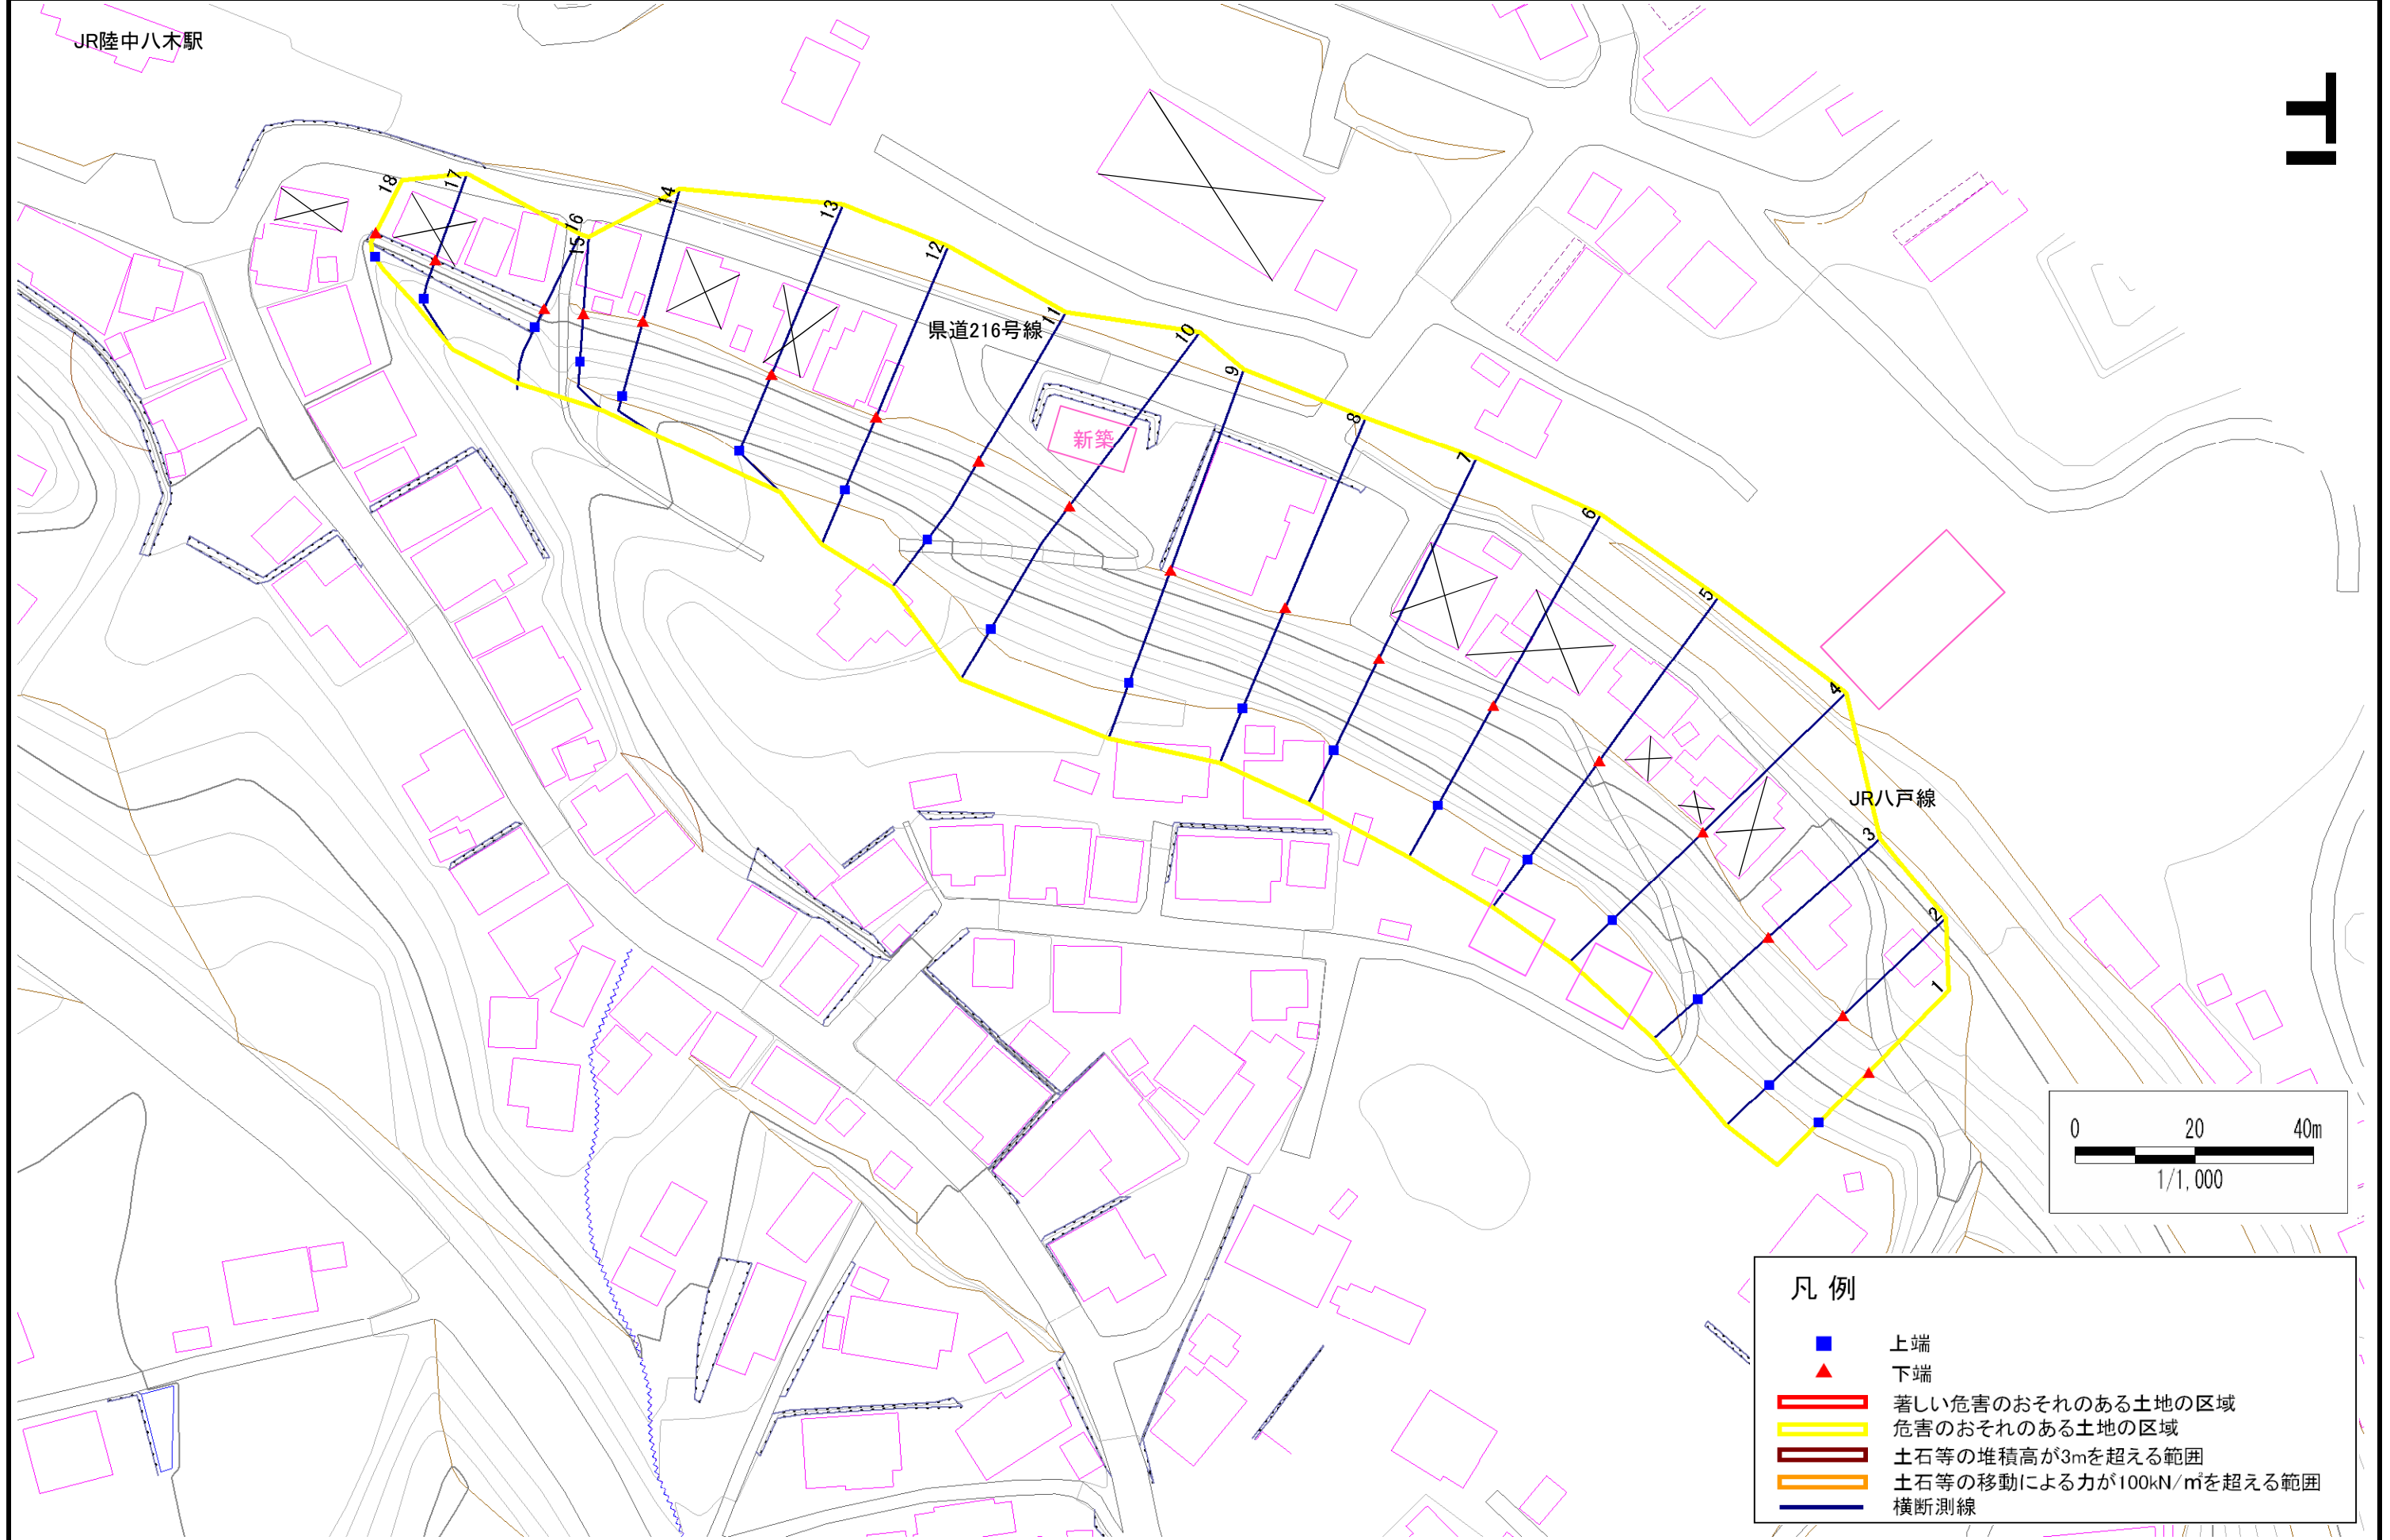 JR陸中八木駅
18
17
16
15
14
13
12
県道216号線
11
10
9
新築
8
7
6
5
4
JR八戸線
3
2
1
0 20 40m
1/1,000
凡 例
上端
下端
著しい危害のおそれのある土地の区域
危害のおそれのある土地の区域
土石等の堆積高が3mを超える範囲
土石等の移動による力が100kN/㎡を超える範囲
横断測線